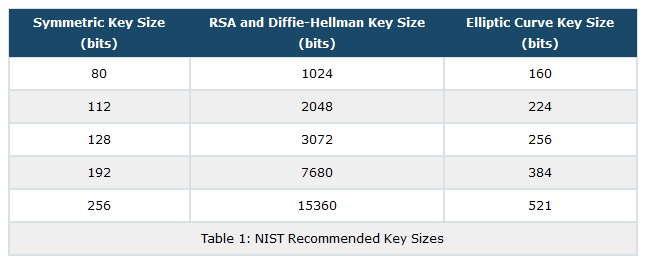 Symmetric Key Size (bits) RSA and Diffie-Hellman Key Size (bits) Elliptic Curve Key Size (bits)
80 1024 160
112 2048 224
128 3072 256
192 7680 384
256 15360 521
Table 1: NIST Recommended Key Sizes